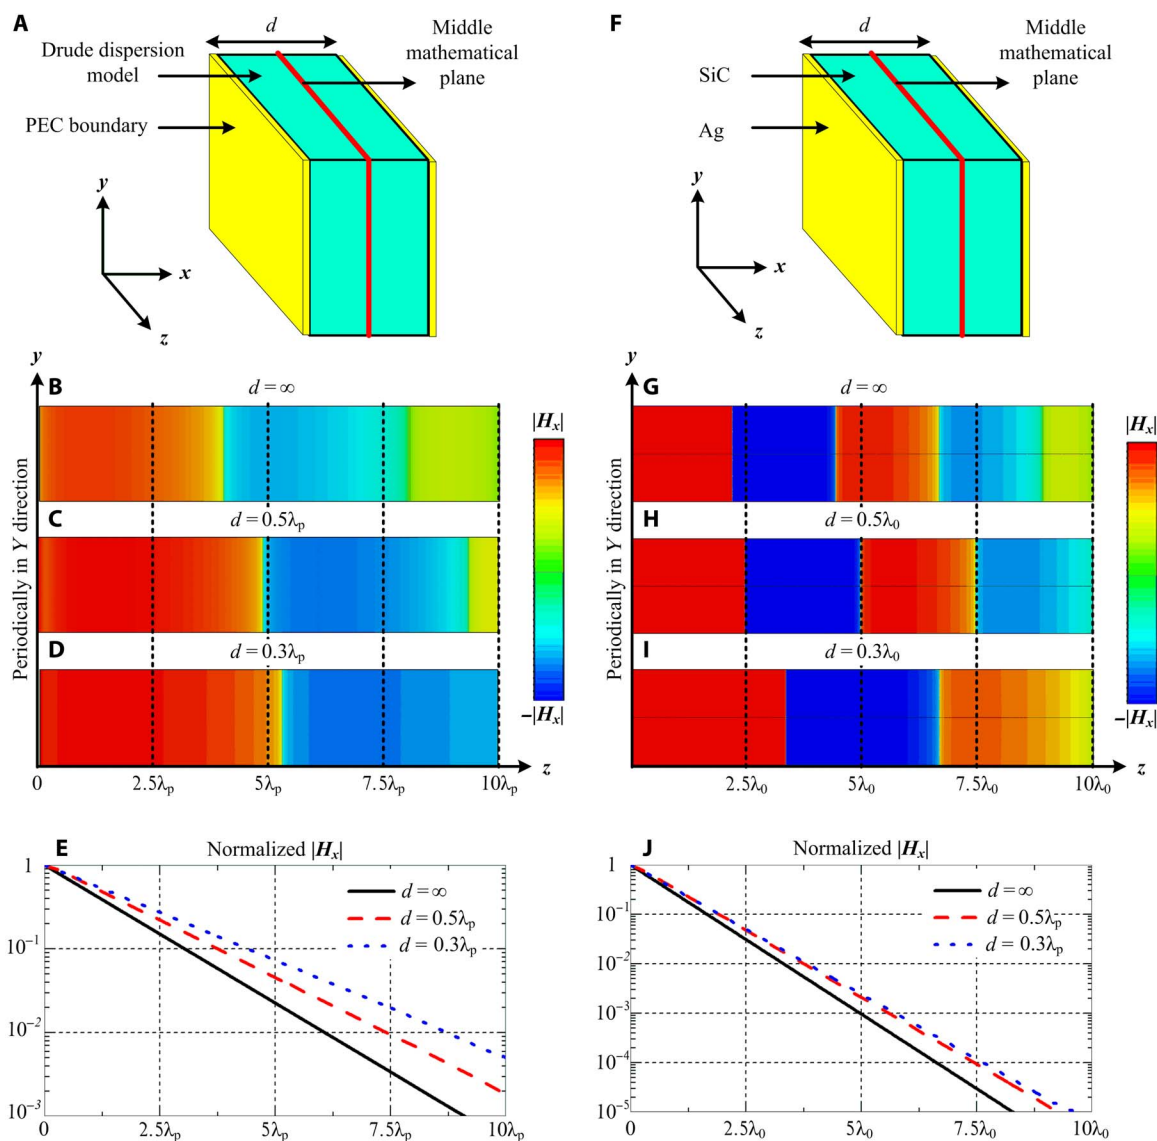 A
d
Drude dispersion model
Middle mathematical plane
PEC boundary
y
x
z
F
d
SiC
Middle mathematical plane
Ag
y
x
z
y
Periodically in Y direction
B
d = ∞
C
d = 0.5λp
D
d = 0.3λp
|Hx|
−|Hx|
0
2.5λp
5λp
7.5λp
10λp
z
Periodically in Y direction
G
d = ∞
H
d = 0.5λ0
I
d = 0.3λ0
|Hx|
−|Hx|
2.5λ0
5λ0
7.5λ0
10λ0
z
E
Normalized |Hx|
1
10⁻¹
10⁻²
10⁻³
d = ∞
d = 0.5λp
d = 0.3λp
0
2.5λp
5λp
7.5λp
10λp
J
Normalized |Hx|
1
10⁻¹
10⁻²
10⁻³
10⁻⁴
10⁻⁵
d = ∞
d = 0.5λp
d = 0.3λp
0
2.5λ0
5λ0
7.5λ0
10λ0